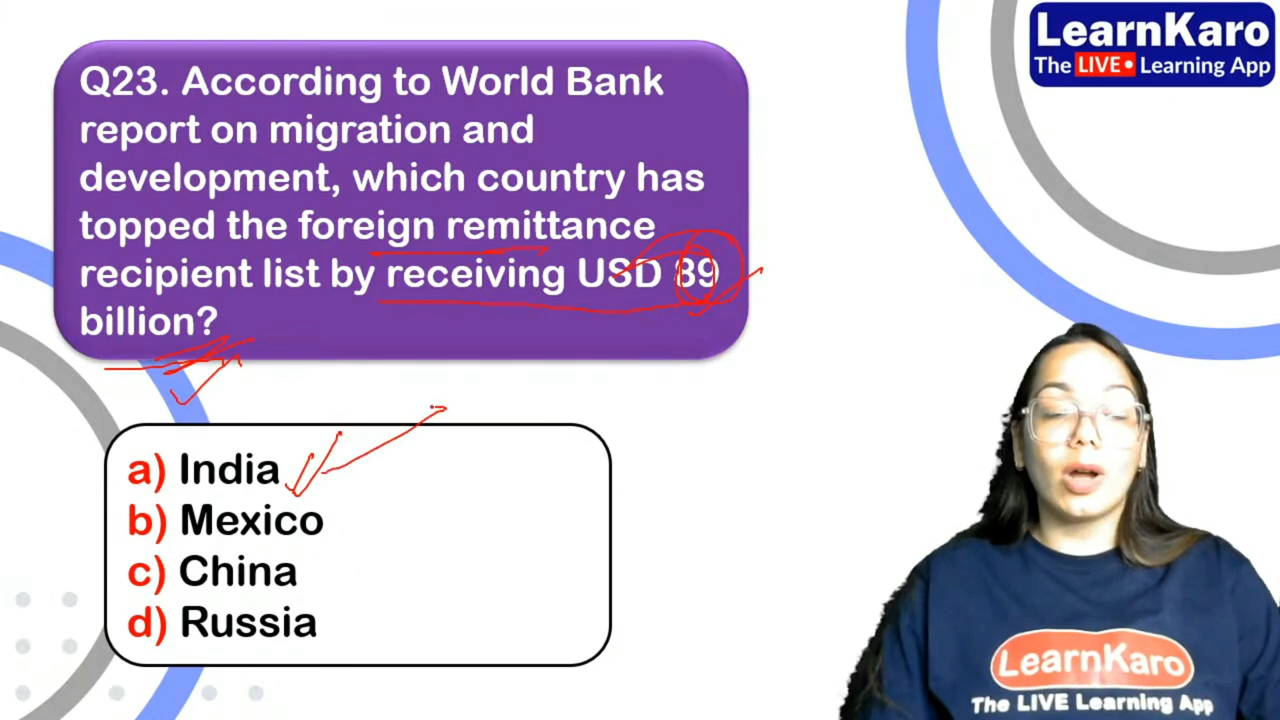 LearnKaro
The LIVE Learning App
Q23. According to World Bank
report on migration and
development, which country has
topped the foreign remittance
recipient list by receiving USD 89
billion?
a) India
b) Mexico
c) China
d) Russia
LearnKaro
The LIVE Learning App